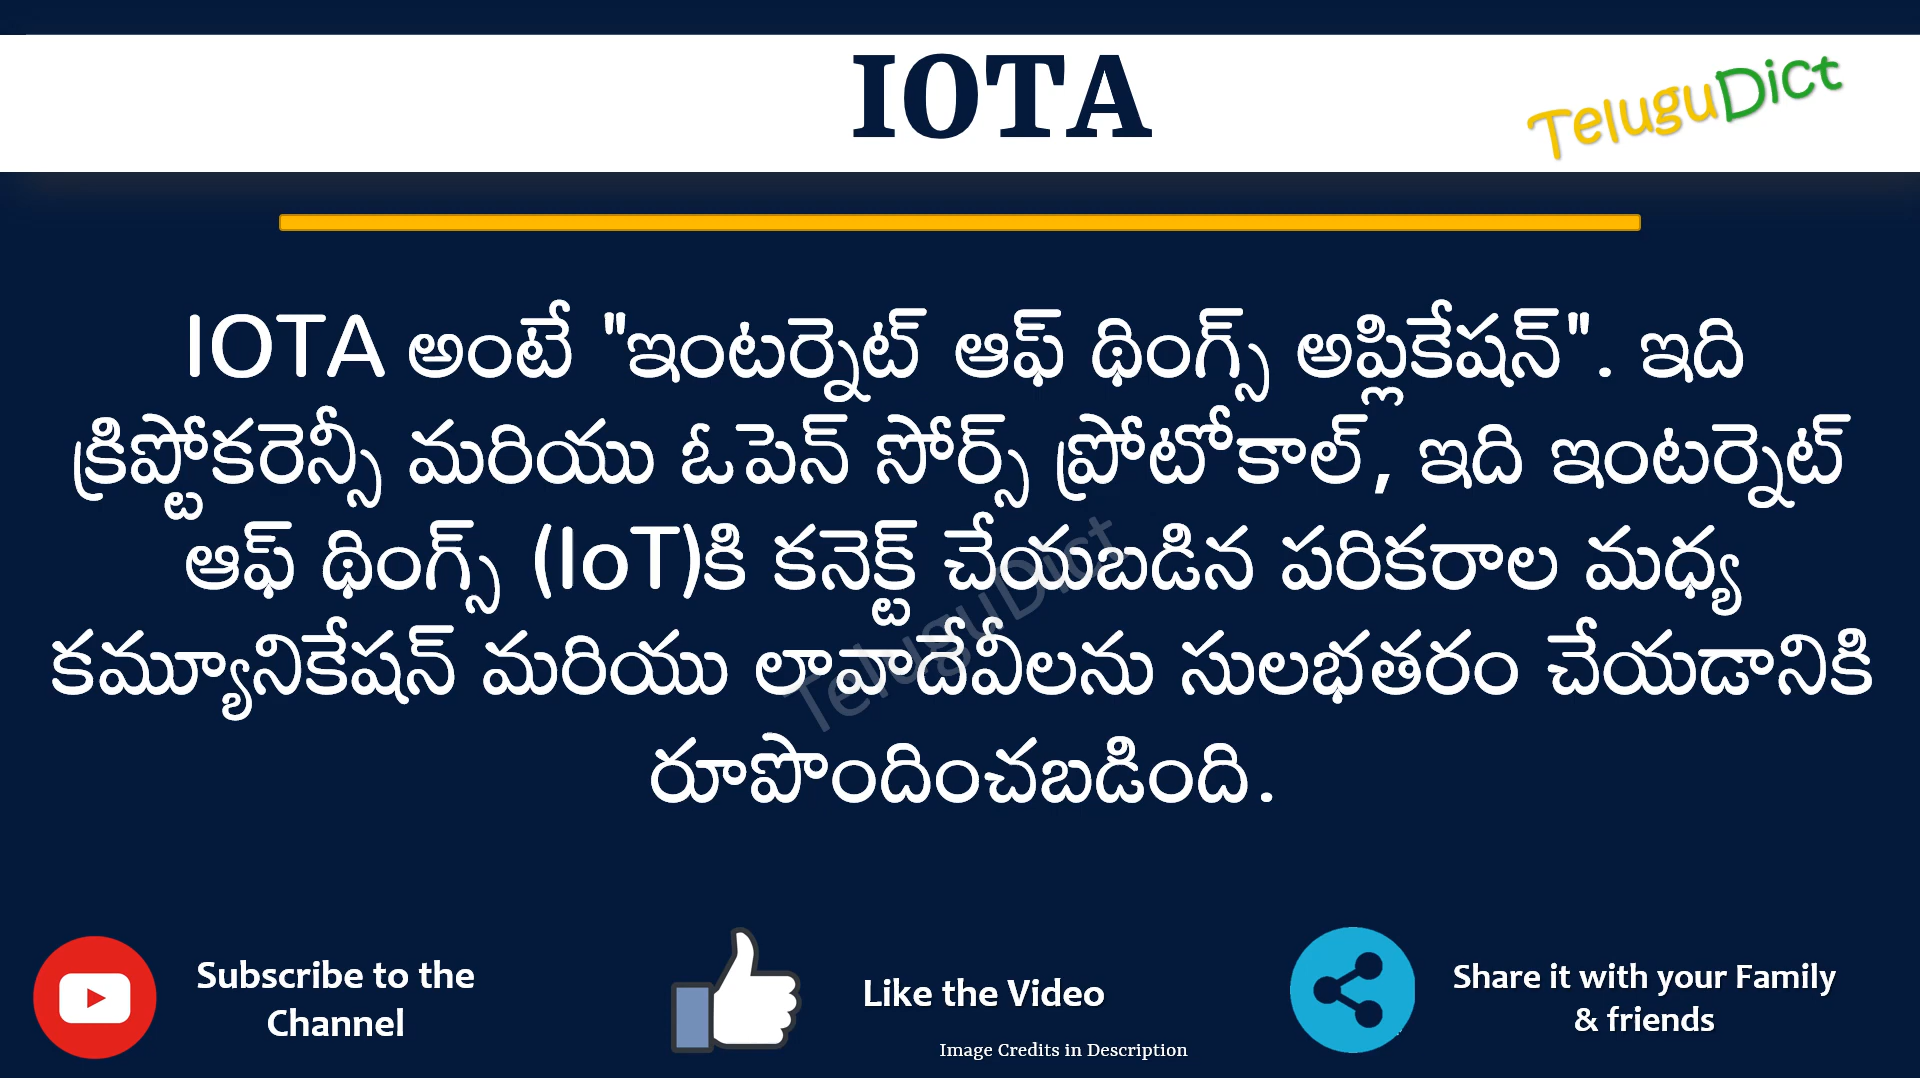 IOTA
TeluguDict
IOTA అంటే "ఇంటర్నెట్ ఆఫ్ థింగ్స్ అప్లికేషన్". ఇది
క్రిప్టోకరెన్సీ మరియు ఓపెన్ సోర్స్ ప్రోటోకాల్, ఇది ఇంటర్నెట్
ఆఫ్ థింగ్స్ (IoT)కి కనెక్ట్ చేయబడిన పరికరాల మధ్య
కమ్యూనికేషన్ మరియు లావాదేవీలను సులభతరం చేయడానికి
రూపొందించబడింది.
TeluguDict
Subscribe to the
Channel
Like the Video
Image Credits in Description
Share it with your Family
& friends